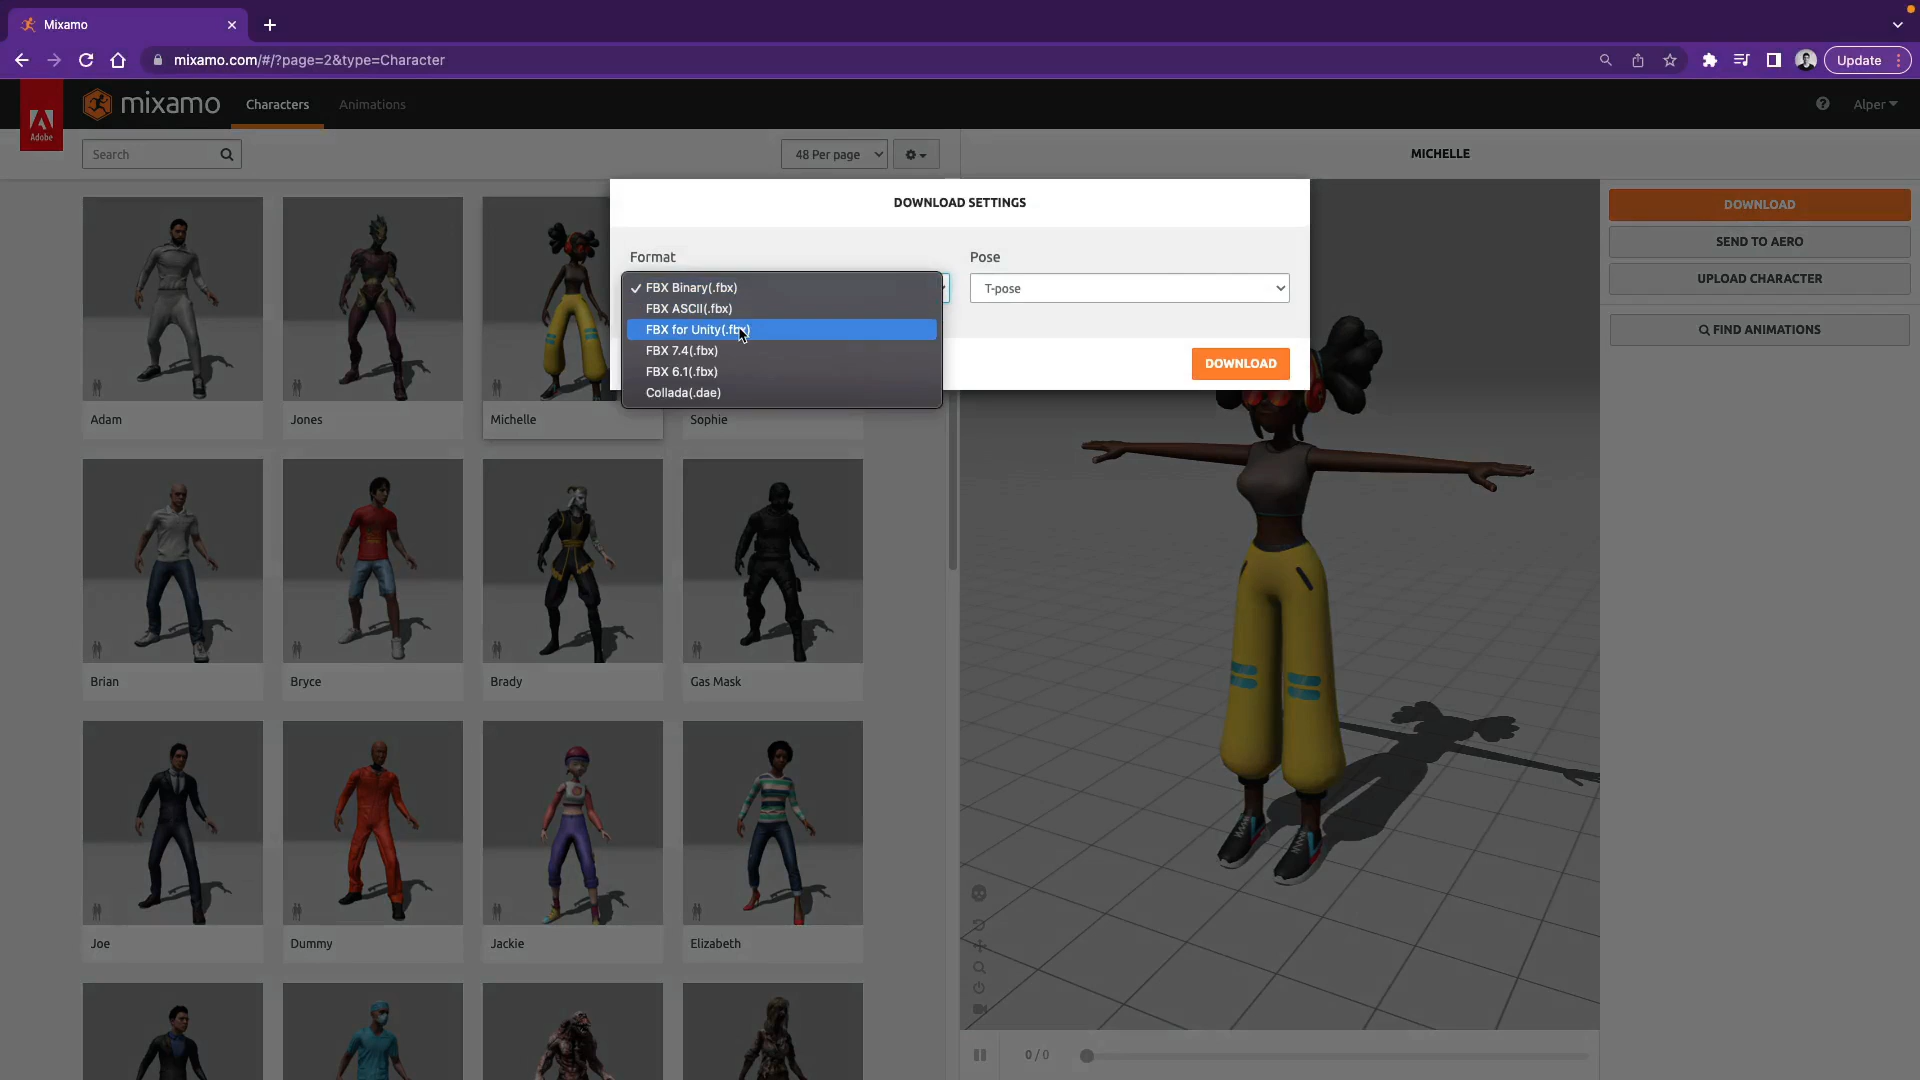 Mixamo
mixamo.com/#/?page=2&type=Character
Update
Adobe
mixamo
Characters
Animations
Alper
Search
48 Per page
MICHELLE
DOWNLOAD SETTINGS
DOWNLOAD
SEND TO AERO
UPLOAD CHARACTER
FIND ANIMATIONS
Format
Pose
FBX Binary(.fbx)
FBX ASCII(.fbx)
FBX for Unity(.fbx)
FBX 7.4(.fbx)
FBX 6.1(.fbx)
Collada(.dae)
T-pose
DOWNLOAD
Adam
Jones
Michelle
Sophie
Brian
Bryce
Brady
Gas Mask
Joe
Dummy
Jackie
Elizabeth
0 / 0